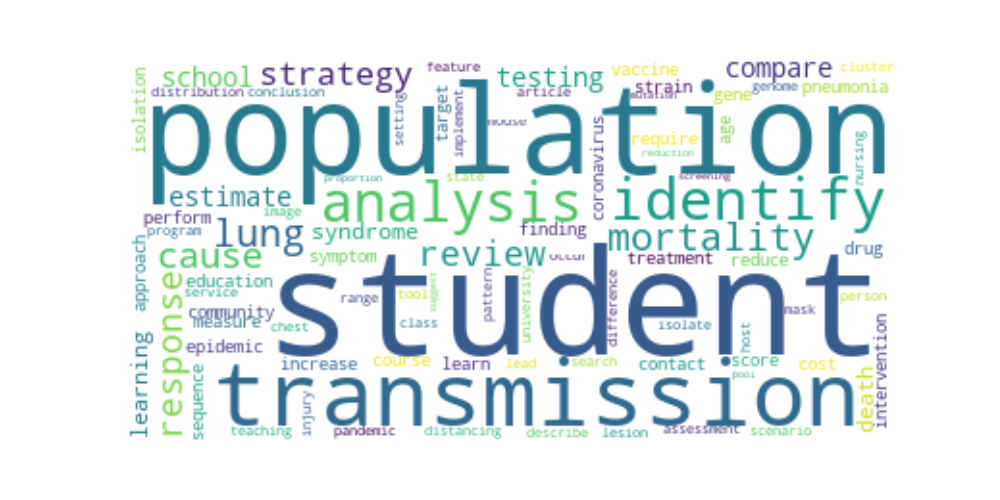 school strategy feature testing vaccine compare cluster
isolation distribution conclusion article strain gene genome pneumonia
population
setting target implement mouse coronavirus require age nursing
reduction
proportion state screening
estimate analysis identify
perform image
program lung syndrome finding mortality
approach cause symptom review occur treatment reduce drug
education
service range tool suggest pattern university difference person
community student mask
measure chest class isolate host
epidemic
learning response increase course learn lead search contact score cost intervention
pool
sequence injury transmission death
teaching pandemic distancing describe lesion assessment scenario